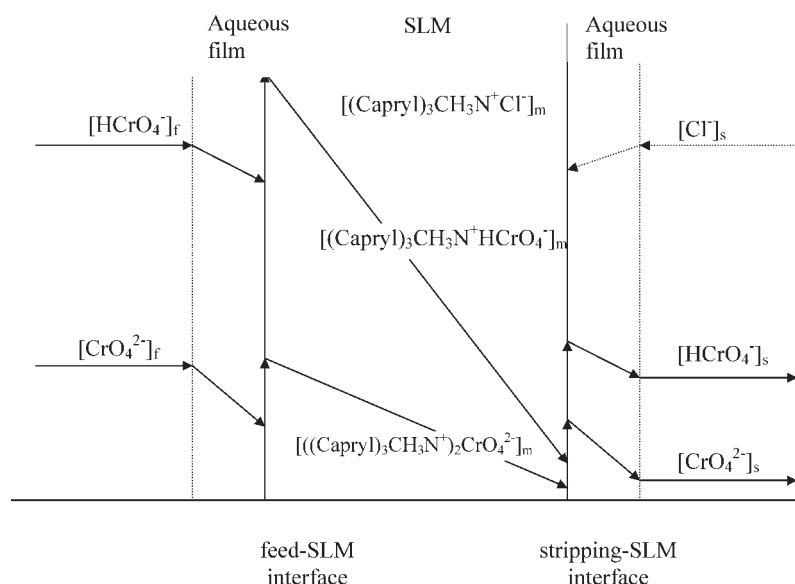 Aqueous
film
SLM
Aqueous
film
[(Capryl)₃CH₃N⁺Cl⁻]ₘ
[HCrO₄⁻]f
[Cl⁻]ₛ
[(Capryl)₃CH₃N⁺HCrO₄⁻]ₘ
[CrO₄²⁻]f
[HCrO₄⁻]ₛ
[((Capryl)₃CH₃N⁺)₂CrO₄²⁻]ₘ
[CrO₄²⁻]ₛ
feed-SLM
interface
stripping-SLM
interface